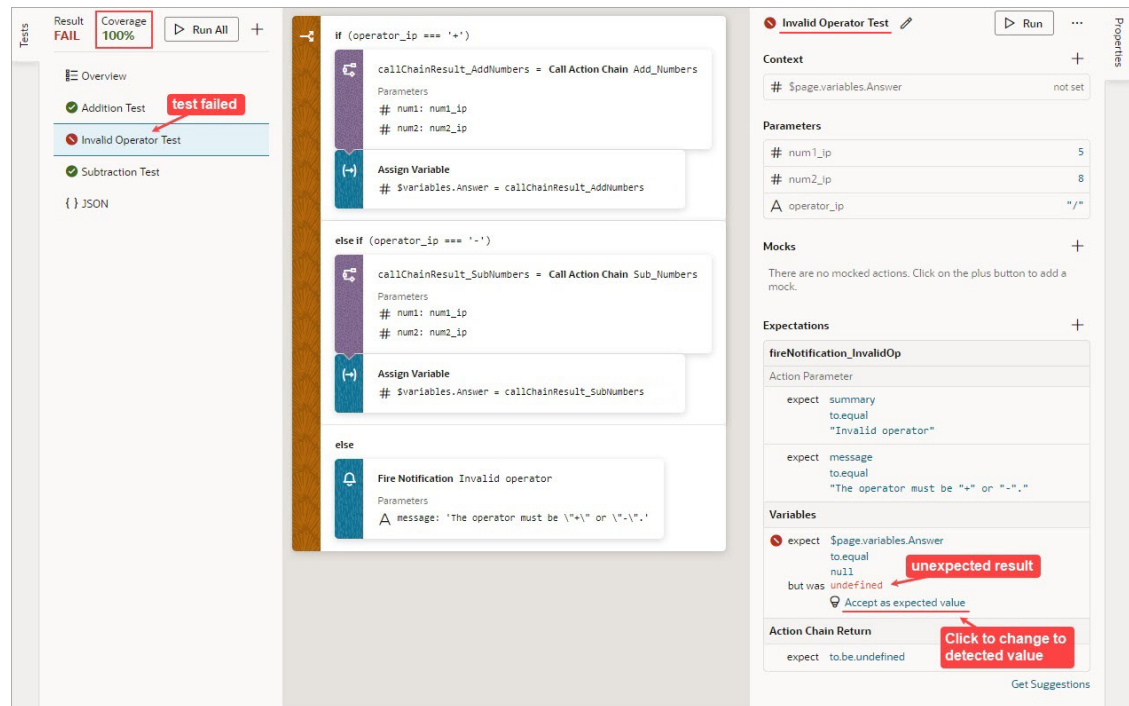 Tests
Result
FAIL
Coverage
100%
Run All
Overview
Addition Test
test failed
Invalid Operator Test
Subtraction Test
{ } JSON
if (operator_ip === '+')
callChainResult_AddNumbers = Call Action Chain Add_Numbers
Parameters
# num1: num1_ip
# num2: num2_ip
Assign Variable
# $variables.Answer = callChainResult_AddNumbers
else if (operator_ip === '-')
callChainResult_SubNumbers = Call Action Chain Sub_Numbers
Parameters
# num1: num1_ip
# num2: num2_ip
Assign Variable
# $variables.Answer = callChainResult_SubNumbers
else
Fire Notification Invalid operator
Parameters
A message: 'The operator must be \"+\" or \"-\".'
Invalid Operator Test
Run
...
Properties
Context
# $page.variables.Answer not set
Parameters
# num1_ip 5
# num2_ip 8
A operator_ip "/"
Mocks
There are no mocked actions. Click on the plus button to add a
mock.
Expectations
fireNotification_InvalidOp
Action Parameter
expect summary
to.equal
"Invalid operator"
expect message
to.equal
"The operator must be "+" or "-"."
Variables
expect $page.variables.Answer
to.equal
null
but was undefined
unexpected result
Accept as expected value
Action Chain Return
Click to change to
detected value
expect to.be.undefined
Get Suggestions